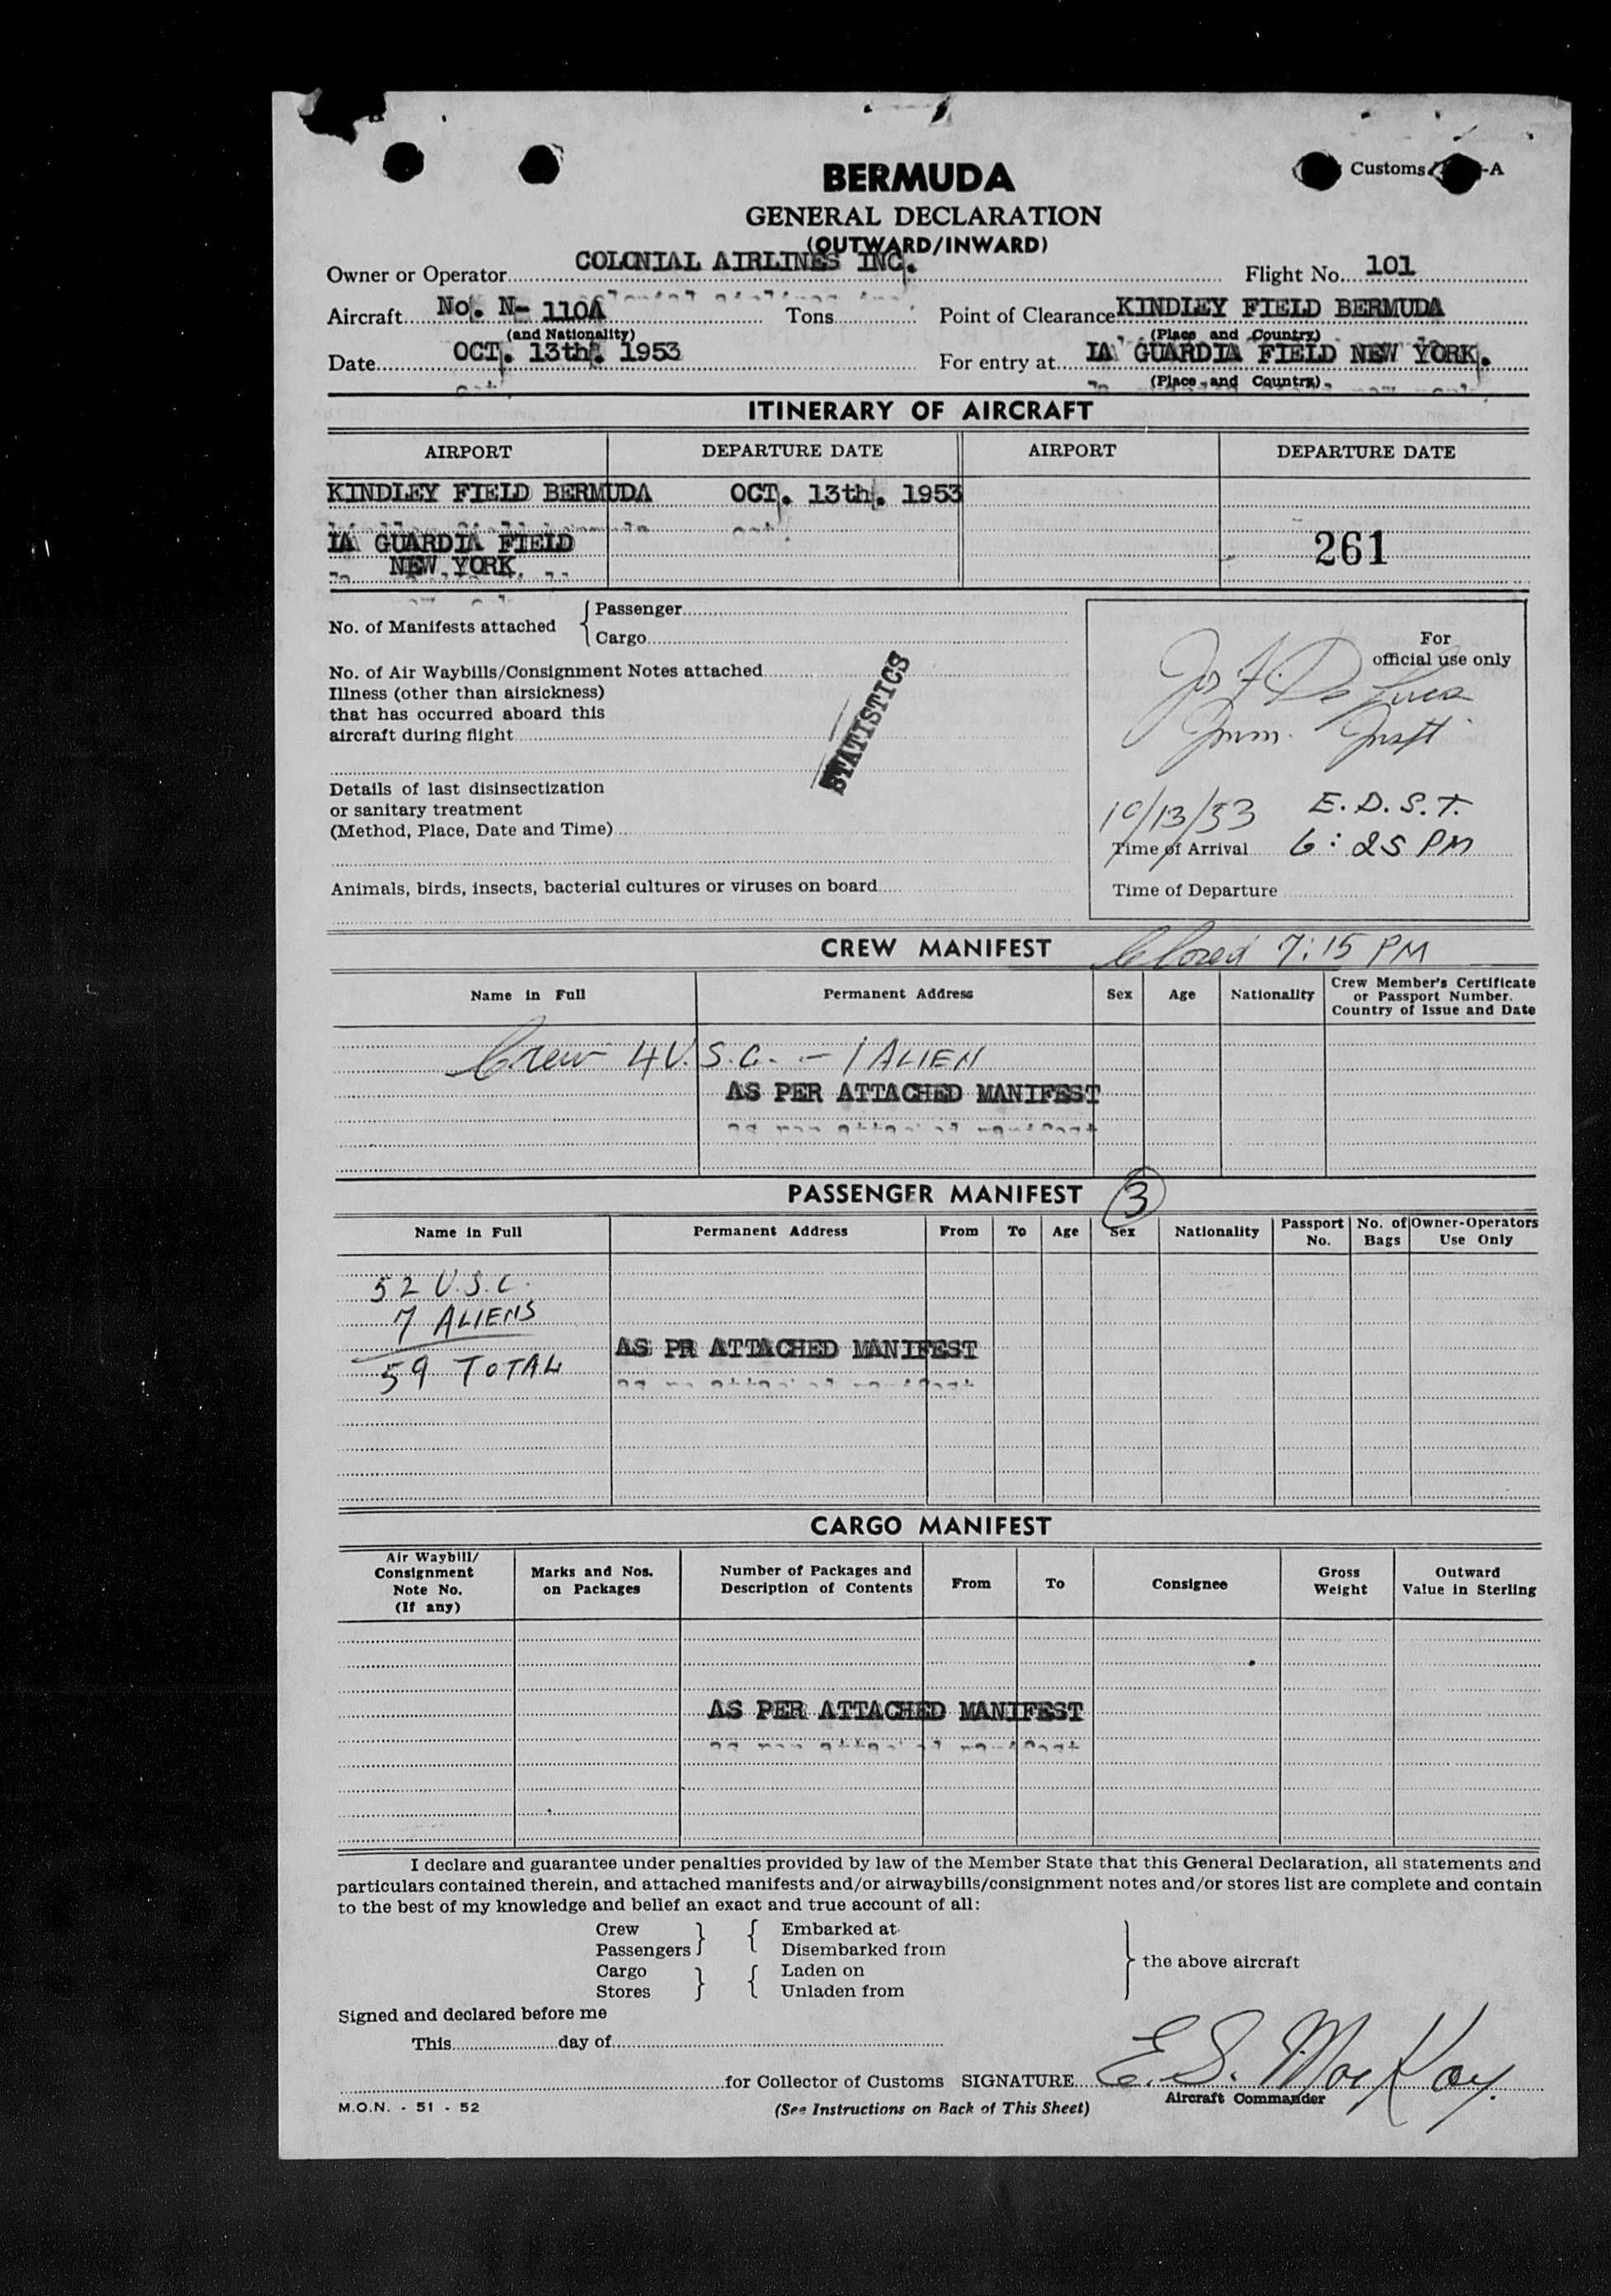 Customs -A
BERMUDA
GENERAL DECLARATION
(OUTWARD/INWARD)
Owner or Operator COLONIAL AIRLINES INC. Flight No. 101
Aircraft No. N- 110A Tons Point of Clearance KINDLEY FIELD BERMUDA
(and Nationality) (Place and Country)
Date OCT. 13th. 1953 For entry at LA GUARDIA FIELD NEW YORK.
(Place and Country)
ITINERARY OF AIRCRAFT
AIRPORT DEPARTURE DATE AIRPORT DEPARTURE DATE
KINDLEY FIELD BERMUDA OCT. 13th. 1953
LA GUARDIA FIELD
NEW YORK.
261
No. of Manifests attached { Passenger
Cargo
No. of Air Waybills/Consignment Notes attached
Illness (other than airsickness)
that has occurred aboard this
aircraft during flight
STATISTICS
Details of last disinsectization
or sanitary treatment
(Method, Place, Date and Time)
Animals, birds, insects, bacterial cultures or viruses on board
For
official use only
Jos F. De Luca
Imm. Inspt
10/13/53 E.D.S.T.
Time of Arrival 6:25 PM
Time of Departure
CREW MANIFEST Closed 7:15 PM
Name in Full Permanent Address Sex Age Nationality Crew Member's Certificate
or Passport Number.
Country of Issue and Date
Crew 4 U.S.C. - 1 ALIEN
AS PER ATTACHED MANIFEST
PASSENGER MANIFEST 3
Name in Full Permanent Address From To Age Sex Nationality Passport No. No. of Bags Owner-Operators Use Only
52 U.S.C.
7 ALIENS
AS PR ATTACHED MANIFEST
59 TOTAL
CARGO MANIFEST
Air Waybill/
Consignment
Note No.
(If any)
Marks and Nos.
on Packages
Number of Packages and
Description of Contents
From To Consignee
Gross
Weight
Outward
Value in Sterling
AS PER ATTACHED MANIFEST
I declare and guarantee under penalties provided by law of the Member State that this General Declaration, all statements and
particulars contained therein, and attached manifests and/or airwaybills/consignment notes and/or stores list are complete and contain
to the best of my knowledge and belief an exact and true account of all:
Crew } { Embarked at
Passengers Disembarked from
Cargo } { Laden on
Stores Unladen from
} the above aircraft
Signed and declared before me
This day of
for Collector of Customs SIGNATURE E. S. MacKay.
Aircraft Commander
M.O.N. - 51 - 52 (See Instructions on Back of This Sheet)